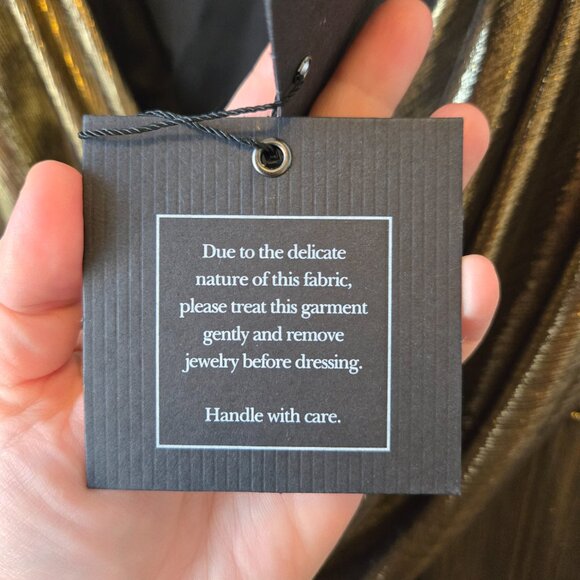 Due to the delicate
nature of this fabric,
please treat this garment
gently and remove
jewelry before dressing.
Handle with care.